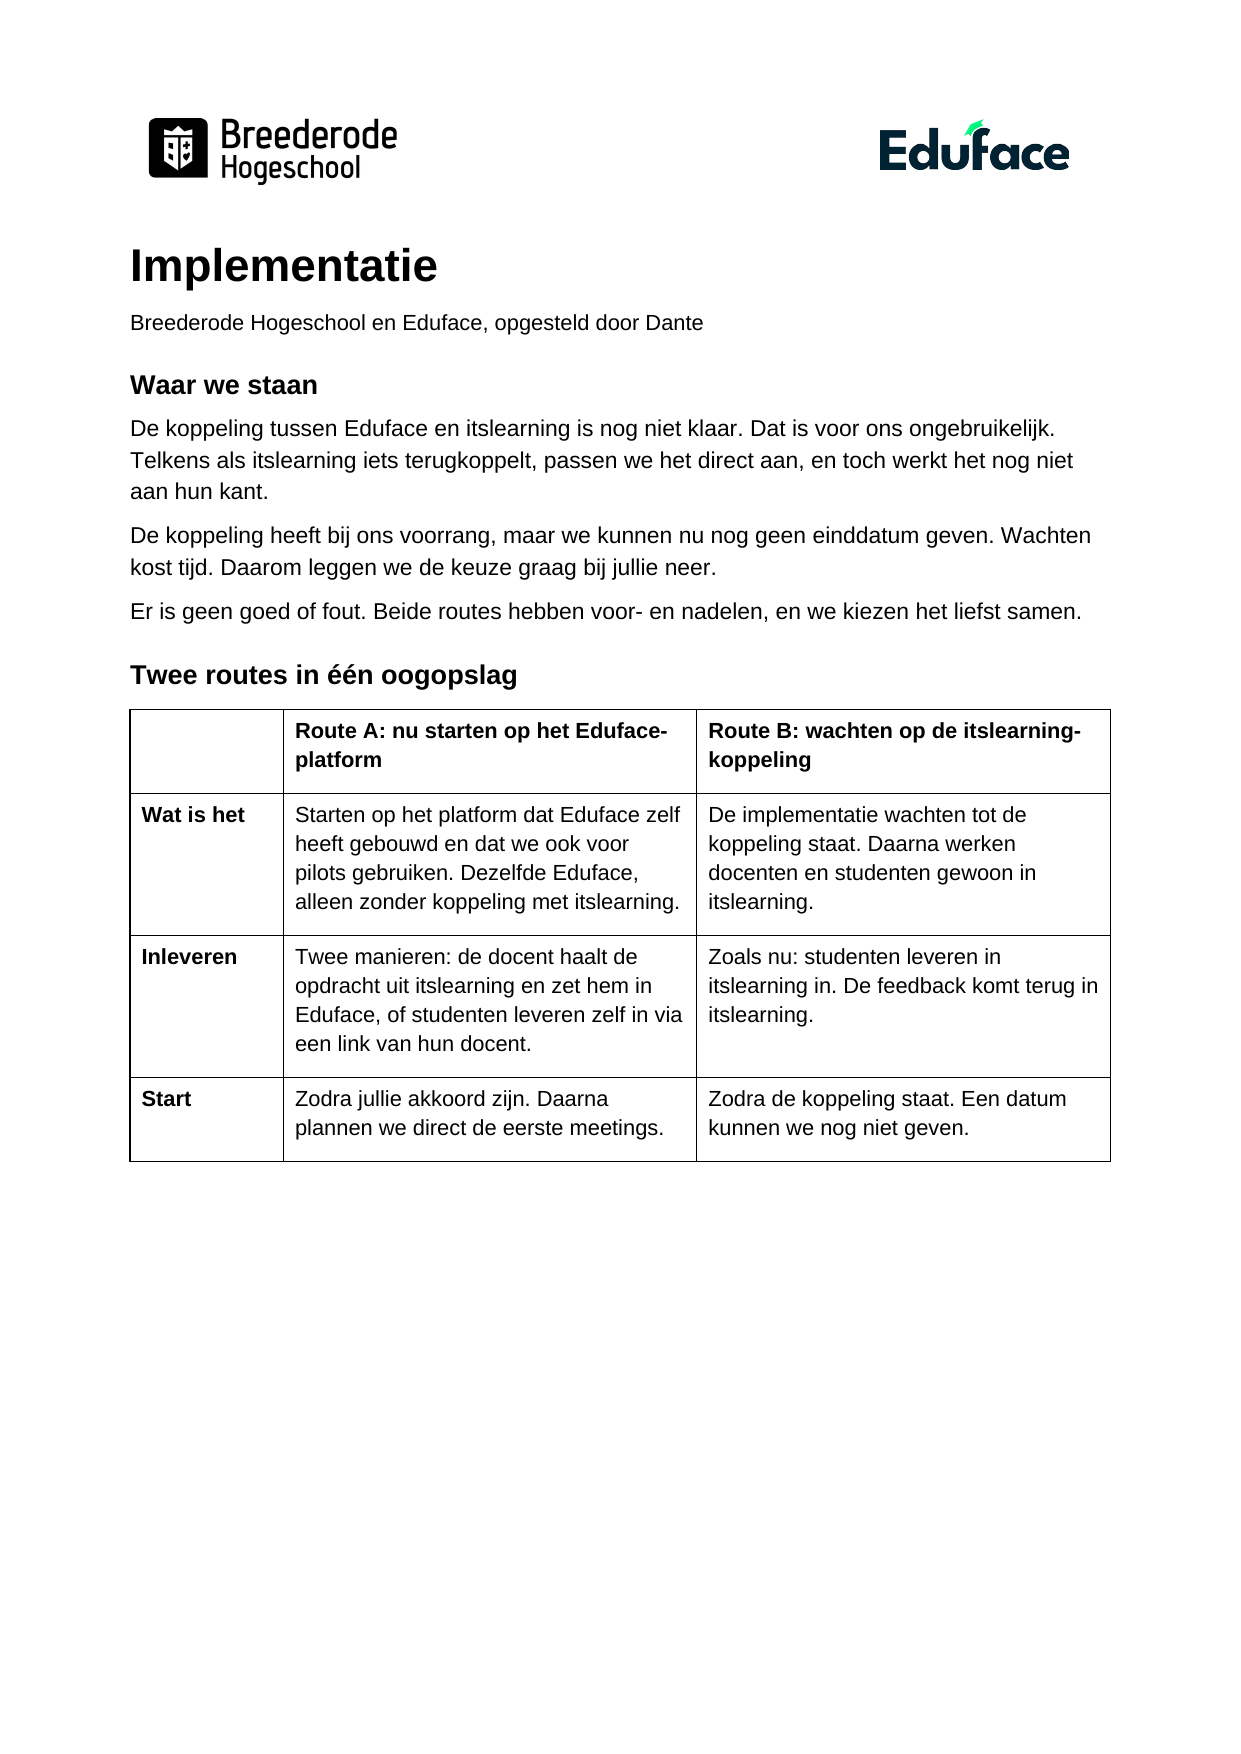 Breederode
Hogeschool
Eduface
Implementatie
Breederode Hogeschool en Eduface, opgesteld door Dante
Waar we staan
De koppeling tussen Eduface en itslearning is nog niet klaar. Dat is voor ons ongebruikelijk.
Telkens als itslearning iets terugkoppelt, passen we het direct aan, en toch werkt het nog niet
aan hun kant.
De koppeling heeft bij ons voorrang, maar we kunnen nu nog geen einddatum geven. Wachten
kost tijd. Daarom leggen we de keuze graag bij jullie neer.
Er is geen goed of fout. Beide routes hebben voor- en nadelen, en we kiezen het liefst samen.
Twee routes in één oogopslag
Route A: nu starten op het Eduface-
platform
Route B: wachten op de itslearning-
koppeling
Wat is het
Starten op het platform dat Eduface zelf
heeft gebouwd en dat we ook voor
pilots gebruiken. Dezelfde Eduface,
alleen zonder koppeling met itslearning.
De implementatie wachten tot de
koppeling staat. Daarna werken
docenten en studenten gewoon in
itslearning.
Inleveren
Twee manieren: de docent haalt de
opdracht uit itslearning en zet hem in
Eduface, of studenten leveren zelf in via
een link van hun docent.
Zoals nu: studenten leveren in
itslearning in. De feedback komt terug in
itslearning.
Start
Zodra jullie akkoord zijn. Daarna
plannen we direct de eerste meetings.
Zodra de koppeling staat. Een datum
kunnen we nog niet geven.